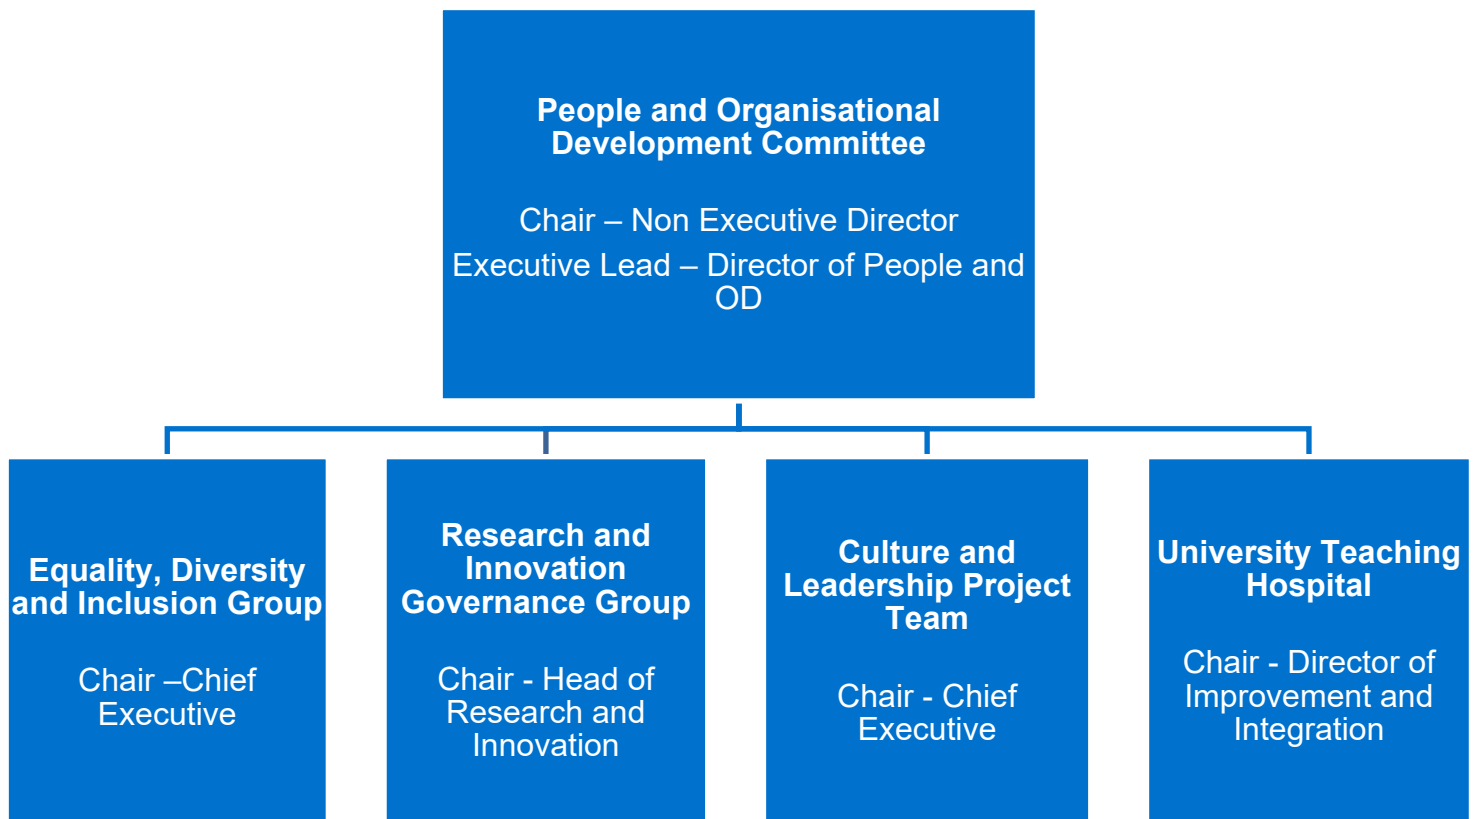 People and Organisational
Development Committee
Chair – Non Executive Director
Executive Lead – Director of People and
OD
Equality, Diversity
and Inclusion Group
Chair –Chief
Executive
Research and
Innovation
Governance Group
Chair - Head of
Research and
Innovation
Culture and
Leadership Project
Team
Chair - Chief
Executive
University Teaching
Hospital
Chair - Director of
Improvement and
Integration